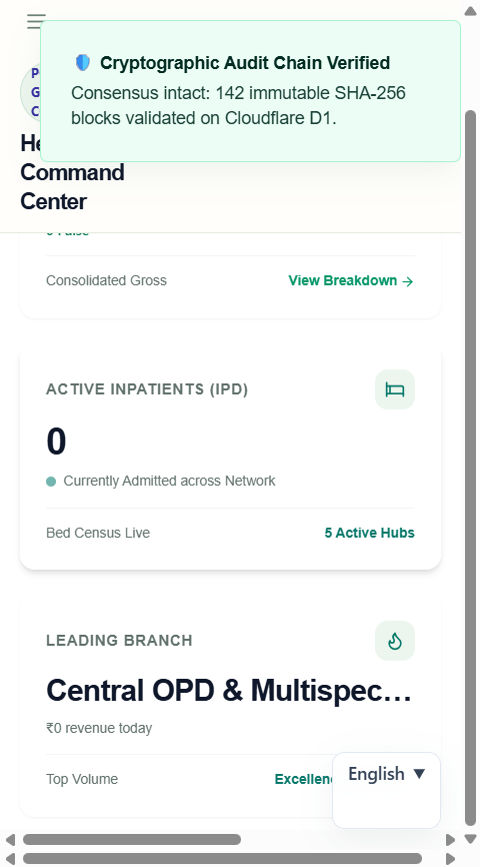 🛡️ Cryptographic Audit Chain Verified
Consensus intact: 142 immutable SHA-256
blocks validated on Cloudflare D1.
P
G
C
He
Command
Center
Consolidated Gross
View Breakdown →
ACTIVE INPATIENTS (IPD)
0
Currently Admitted across Network
Bed Census Live
5 Active Hubs
LEADING BRANCH
Central OPD & Multispec…
₹0 revenue today
Top Volume
Excellen
English ▼